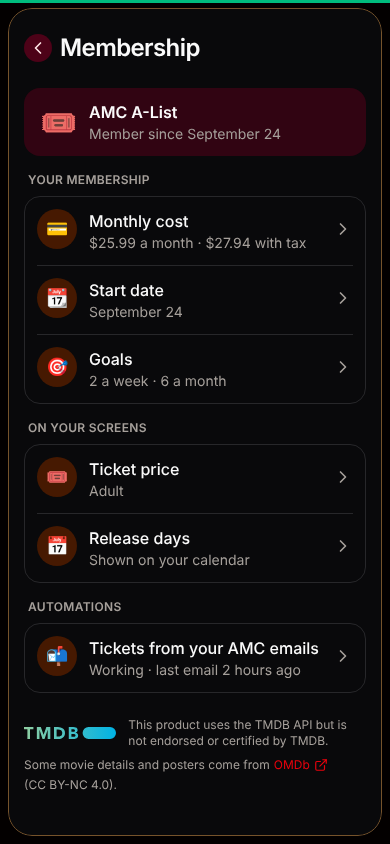 Membership
AMC A-List
Member since September 24
YOUR MEMBERSHIP
Monthly cost
$25.99 a month · $27.94 with tax
Start date
September 24
Goals
2 a week · 6 a month
ON YOUR SCREENS
Ticket price
Adult
Release days
Shown on your calendar
AUTOMATIONS
Tickets from your AMC emails
Working · last email 2 hours ago
TMDB
This product uses the TMDB API but is
not endorsed or certified by TMDB.
Some movie details and posters come from OMDb
(CC BY-NC 4.0).